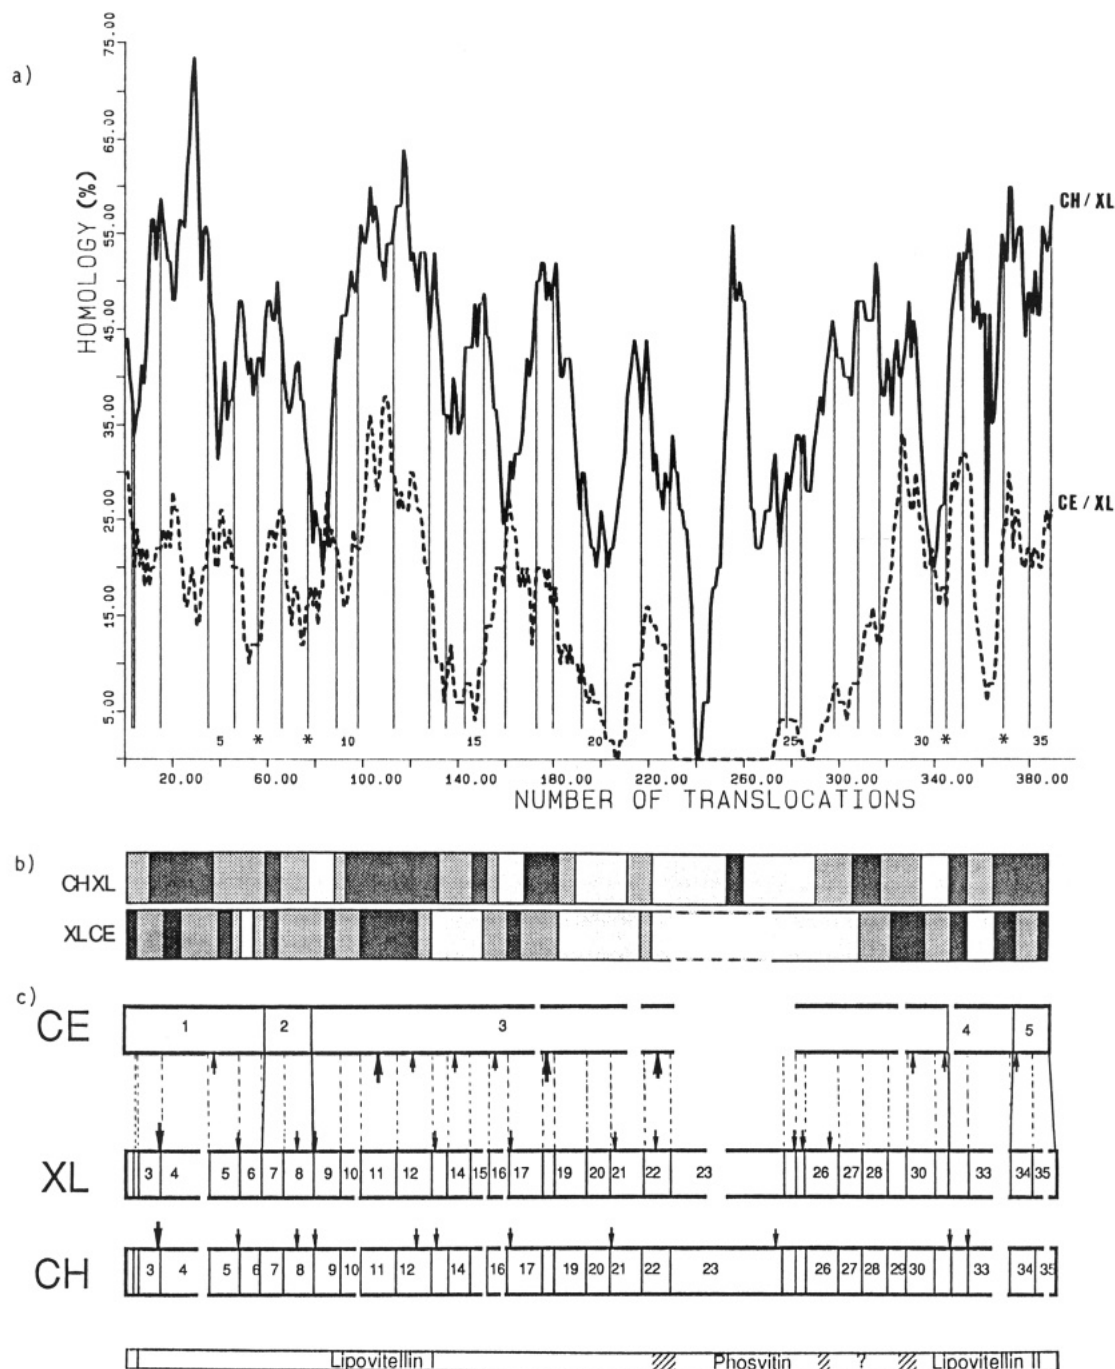 a)
HOMOLOGY (%)
75.00
65.00
55.00
45.00
35.00
25.00
15.00
5.00
CH / XL
CE / XL
5 * * 10 15 20 25 30 * * 35
20.00 60.00 100.00 140.00 180.00 220.00 260.00 300.00 340.00 380.00
NUMBER OF TRANSLOCATIONS
b)
CHXL
XLCE
c)
CE 1 2 3 4 5
XL 3 4 5 6 7 8 9 10 11 12 14 15 16 17 19 20 21 22 23 26 27 28 30 33 34 35
CH 3 4 5 6 7 8 9 10 11 12 14 16 17 19 20 21 22 23 26 27 28 29 30 33 34 35
Lipovitellin Phosvitin ? Lipovitellin